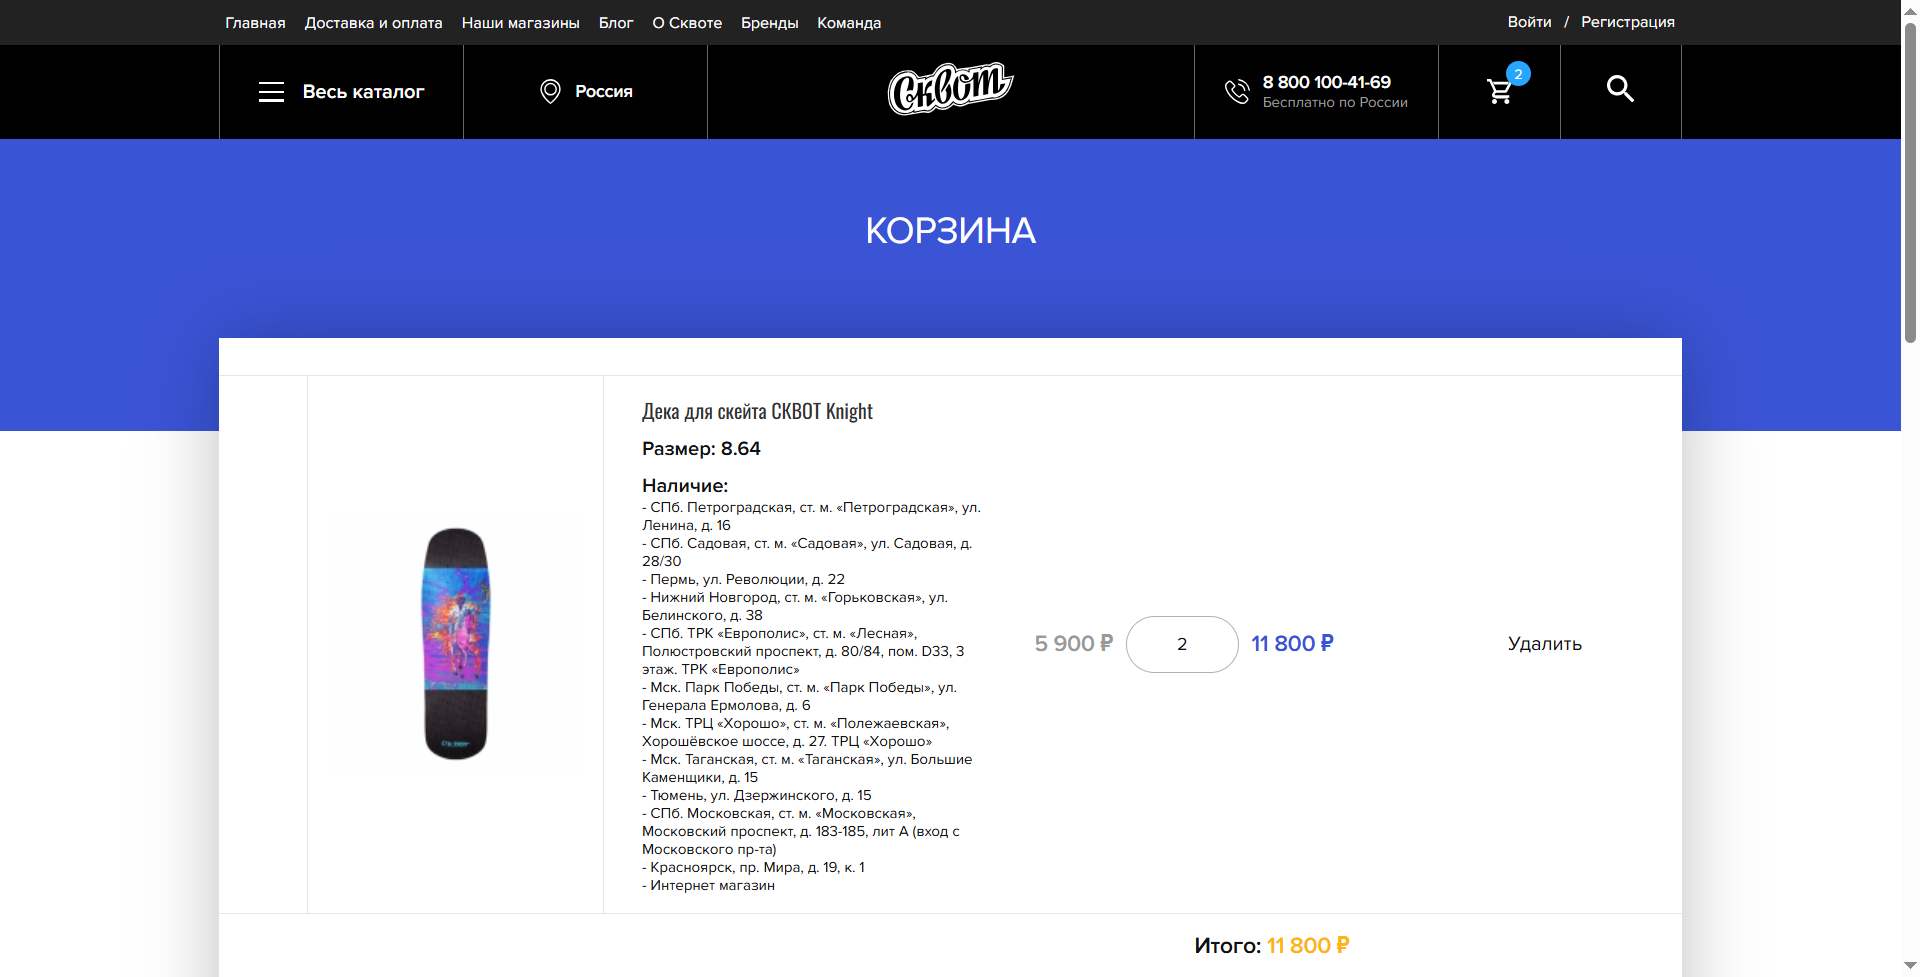 Главная Доставка и оплата Наши магазины Блог О Сквоте Бренды Команда Войти / Регистрация
Весь каталог
Россия
Сквот
8 800 100-41-69
Бесплатно по России
2
КОРЗИНА
Дека для скейта СКВОТ Knight
Размер: 8.64
Наличие:
- СПб. Петроградская, ст. м. «Петроградская», ул.
Ленина, д. 16
- СПб. Садовая, ст. м. «Садовая», ул. Садовая, д.
28/30
- Пермь, ул. Революции, д. 22
- Нижний Новгород, ст. м. «Горьковская», ул.
Белинского, д. 38
- СПб. ТРК «Европолис», ст. м. «Лесная»,
Полюстровский проспект, д. 80/84, пом. D33, 3
этаж. ТРК «Европолис»
- Мск. Парк Победы, ст. м. «Парк Победы», ул.
Генерала Ермолова, д. 6
- Мск. ТРЦ «Хорошо», ст. м. «Полежаевская»,
Хорошёвское шоссе, д. 27. ТРЦ «Хорошо»
- Мск. Таганская, ст. м. «Таганская», ул. Большие
Каменщики, д. 15
- Тюмень, ул. Дзержинского, д. 15
- СПб. Московская, ст. м. «Московская»,
Московский проспект, д. 183-185, лит А (вход с
Московского пр-та)
- Красноярск, пр. Мира, д. 19, к. 1
- Интернет магазин
5 900 ₽ 2 11 800 ₽ Удалить
Итого: 11 800 ₽